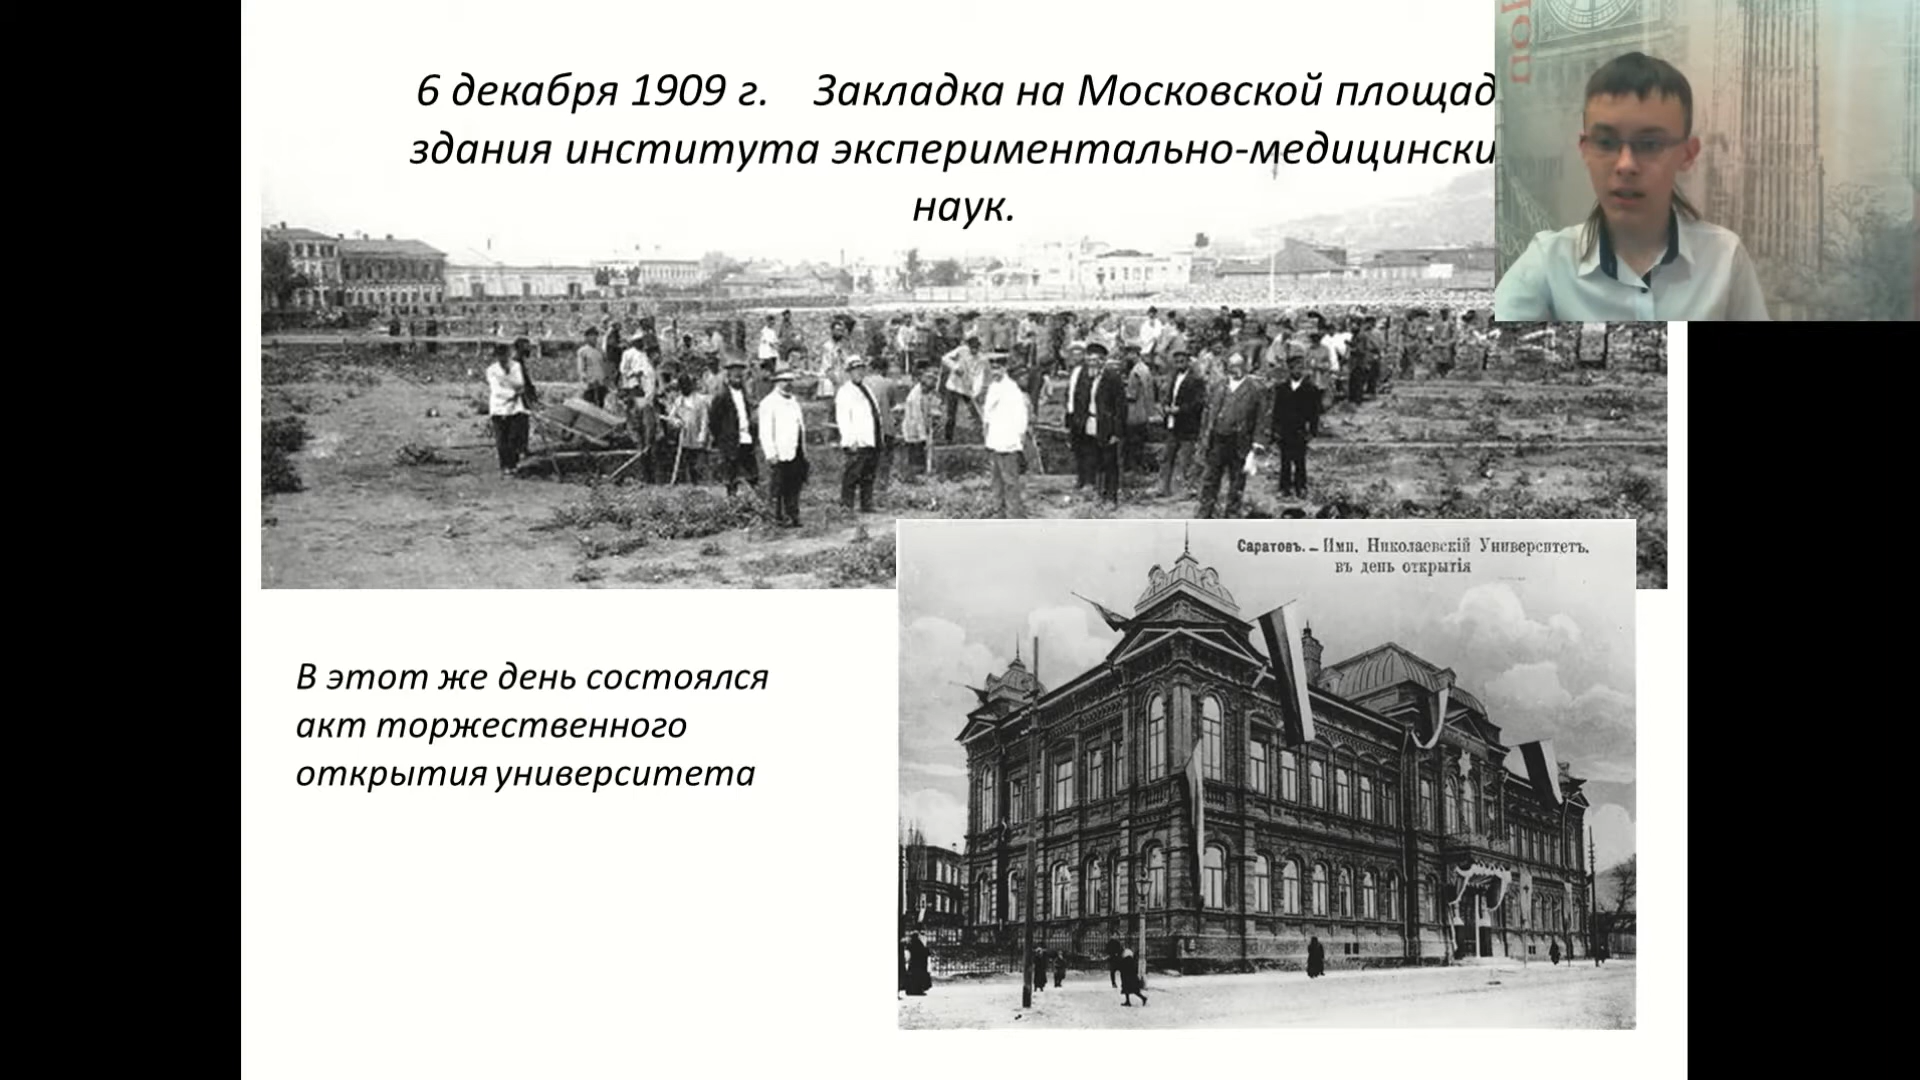 6 декабря 1909 г. Закладка на Московской площад
здания института экспериментально-медицински
наук.
Саратовъ. – Имп. Николаевскій Университетъ.
въ день открытія
В этот же день состоялся
акт торжественного
открытия университета